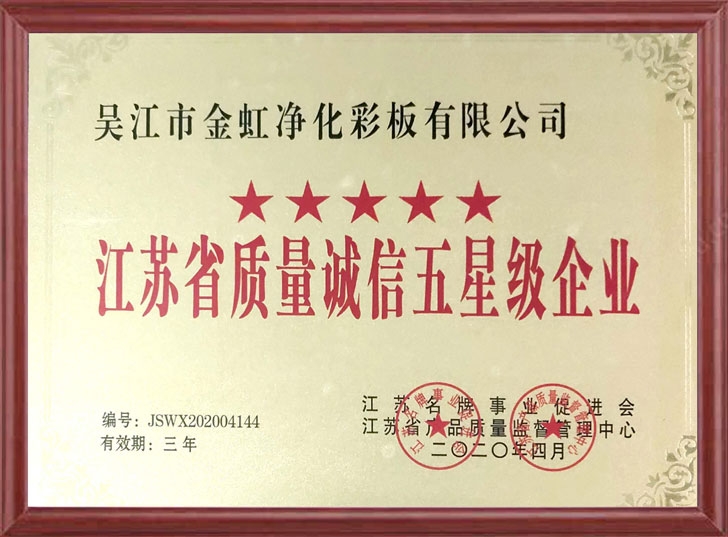 吴江市金虹净化彩板有限公司
★★★★★
江苏省质量诚信五星级企业
编号: JSWX202004144
有效期: 三年
江苏名牌事业促进会
江苏省产品质量监督管理中心
二〇二〇年四月